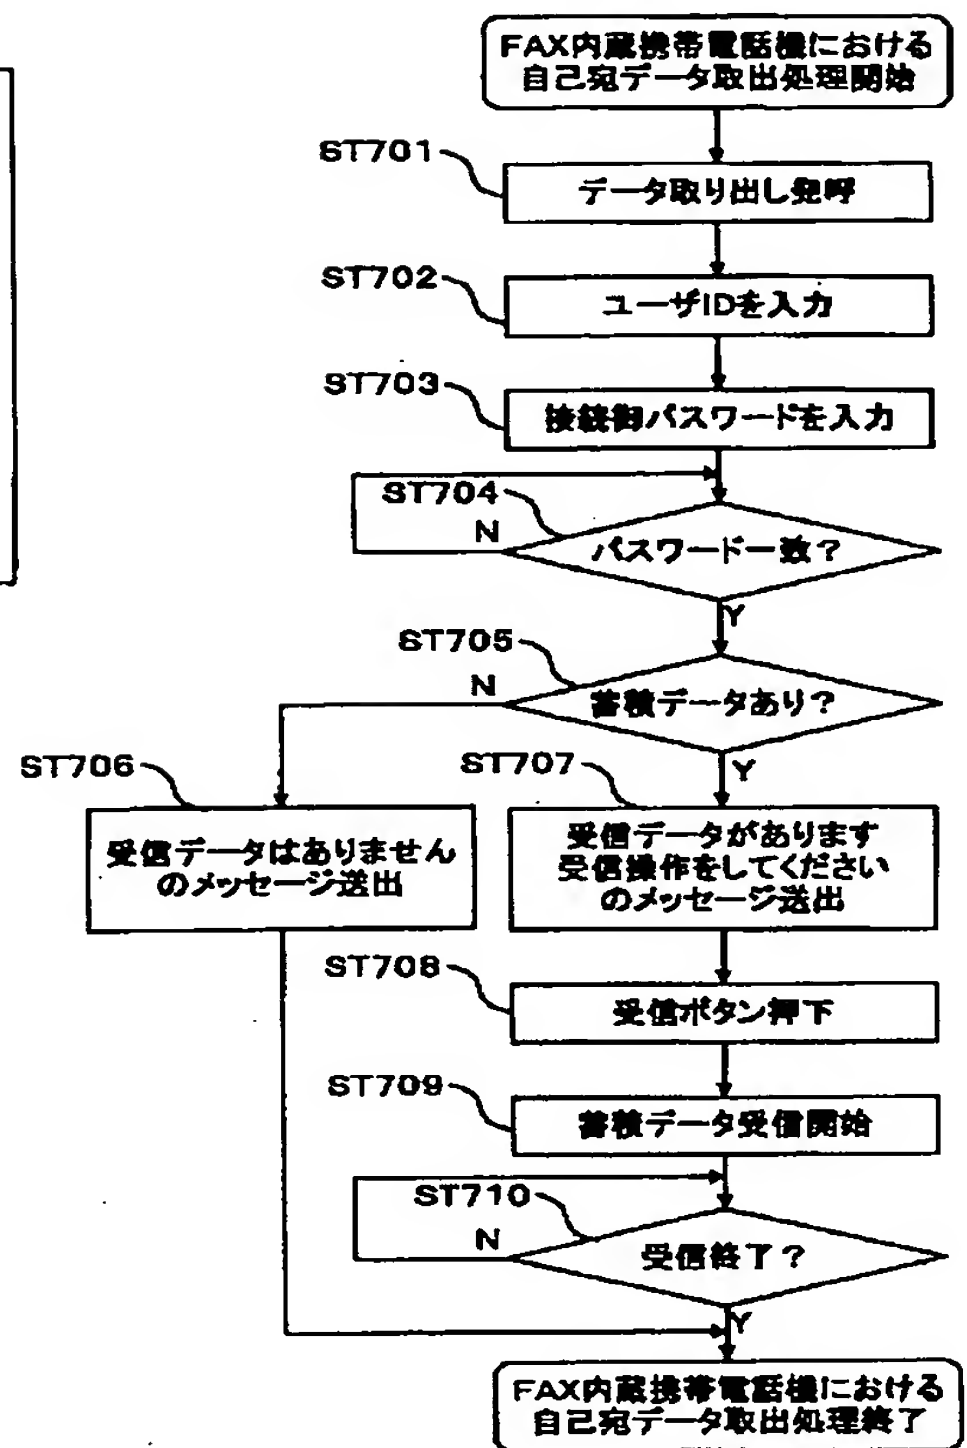 FAX内蔵携帯電話機における
自己宛データ取出処理開始
ST701
データ取り出し発呼
ST702
ユーザIDを入力
ST703
接続御パスワードを入力
ST704
N
パスワード一致?
Y
ST705
N
蓄積データあり?
Y
ST706
受信データはありません
のメッセージ送出
ST707
受信データがあります
受信操作をしてください
のメッセージ送出
ST708
受信ボタン押下
ST709
蓄積データ受信開始
ST710
N
受信終了?
Y
FAX内蔵携帯電話機における
自己宛データ取出処理終了